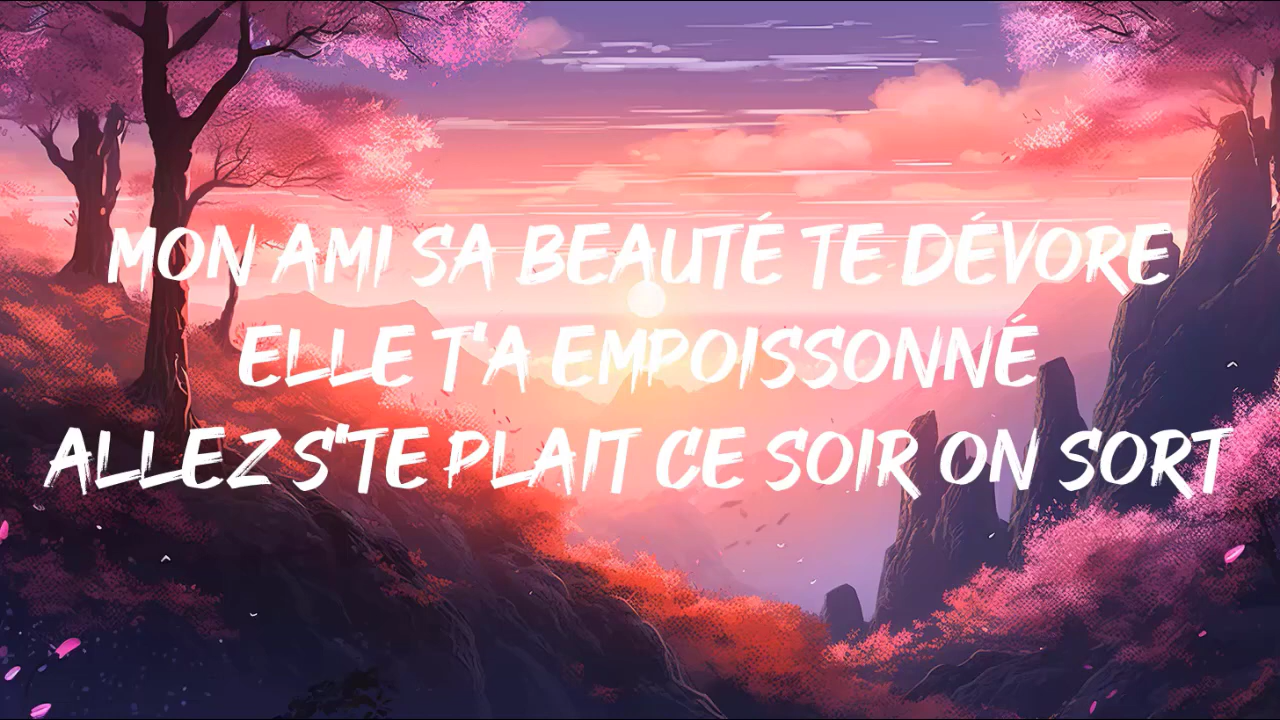 MON AMI SA BEAUTÉ TE DÉVORE
ELLE T'A EMPOISSONNÉ
ALLEZ S'TE PLAIT CE SOIR ON SORT